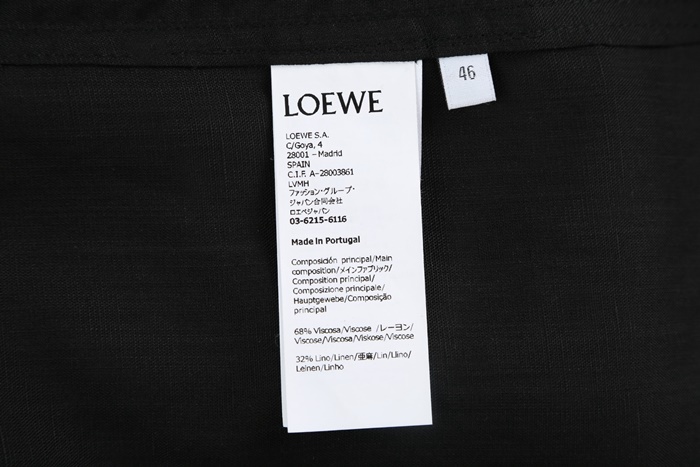 46
LOEWE
LOEWE S.A.
C/Goya, 4
28001 - Madrid
SPAIN
C.I.F. A-28003861
LVMH
ファッション・グループ・
ジャパン合同会社
ロエベジャパン
03-6215-6116
Made in Portugal
Composición principal/Main
composition/メインファブリック/
Composition principal/
Composizione principale/
Hauptgewebe/Composição
principal
68% Viscosa/Viscose /レーヨン/
Viscose/Viscosa/Viskose/Viscose
32% Lino/Linen/亜麻/Lin/Llino/
Leinen/Linho